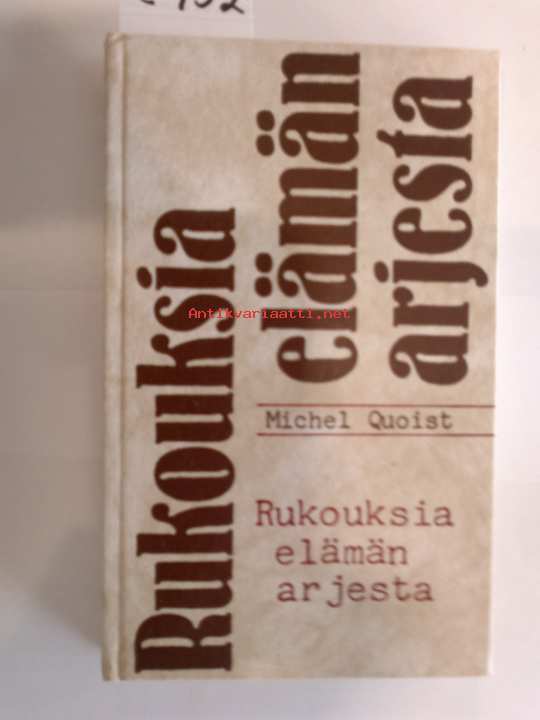 Rukouksia
elämän
arjesta
Antikvariaatti.net
Michel Quoist
Rukouksia
elämän
arjesta